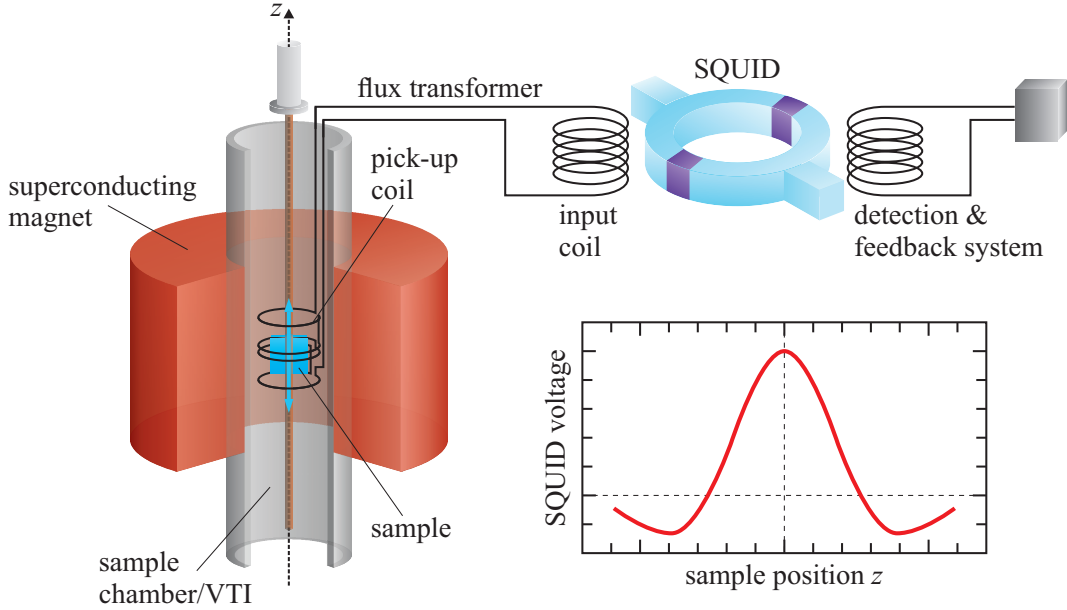 z
SQUID
flux transformer
pick-up
coil
superconducting
magnet
input
coil
detection &
feedback system
SQUID voltage
sample
sample
chamber/VTI
sample position z